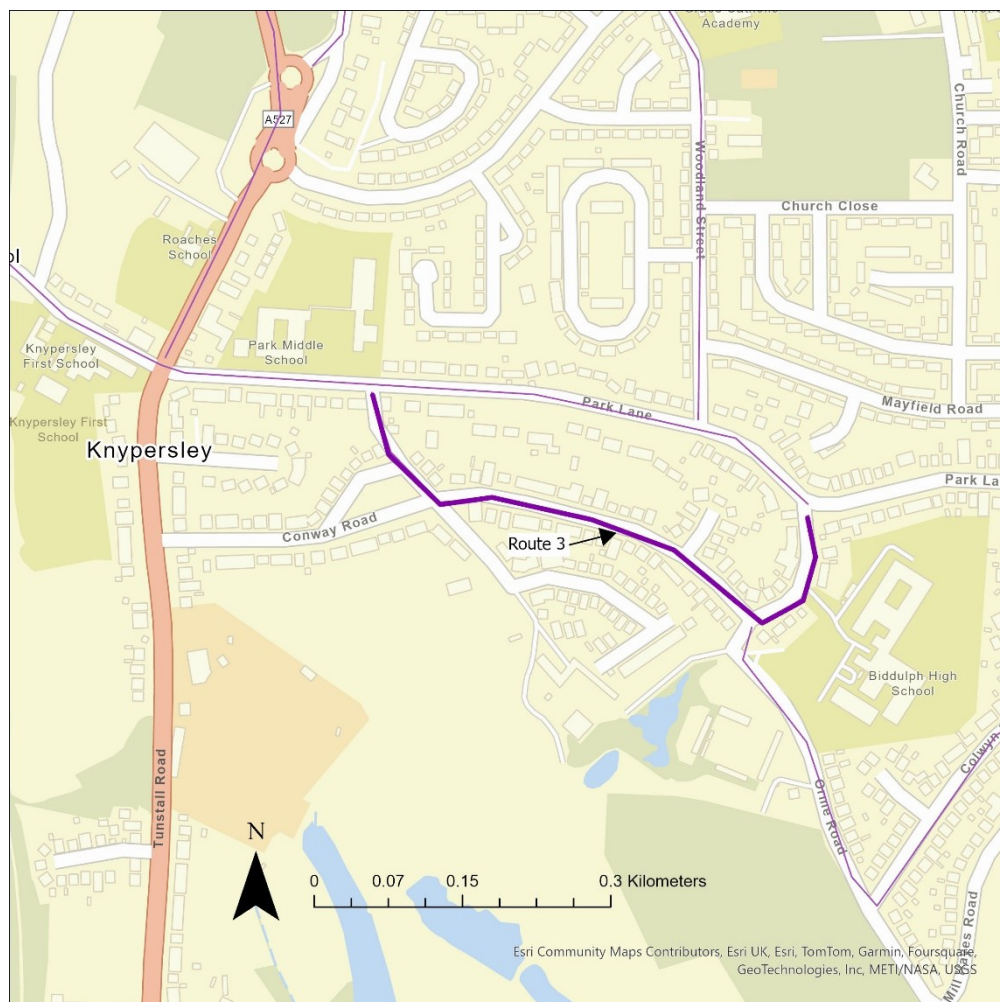 Academy
A527
Church Road
Woodland Street
Church Close
Roaches
School
ol
Park Middle
School
Knypersley
First School
Park Lane
Mayfield Road
Knypersley First
School
Knypersley
Park La
Conway Road
Route 3
Biddulph High
School
Colwyn
Tunstall Road
Orme Road
N
0 0.07 0.15 0.3 Kilometers
Road
Esri Community Maps Contributors, Esri UK, Esri, TomTom, Garmin, Foursquare,
GeoTechnologies, Inc, METI/NASA, USGS